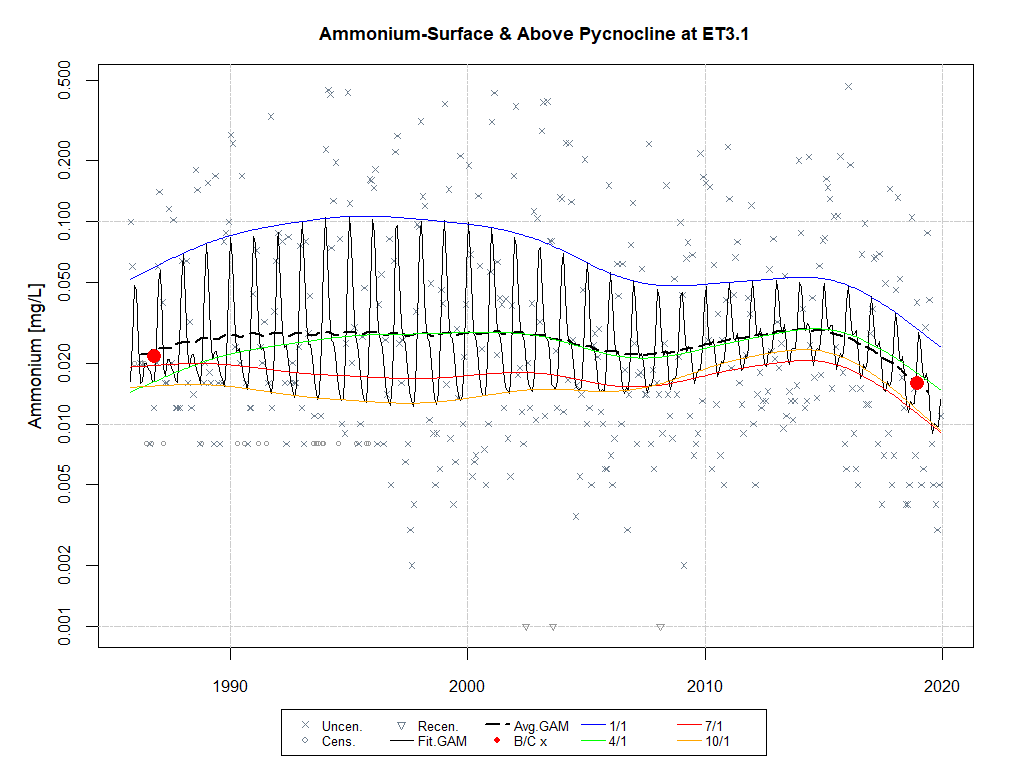 Ammonium-Surface & Above Pycnocline at ET3.1
Ammonium [mg/L]
0.500
0.200
0.100
0.050
0.020
0.010
0.005
0.002
0.001
1990 2000 2010 2020
Uncen. Recen. Avg.GAM 1/1 7/1
Cens. Fit.GAM B/C x 4/1 10/1